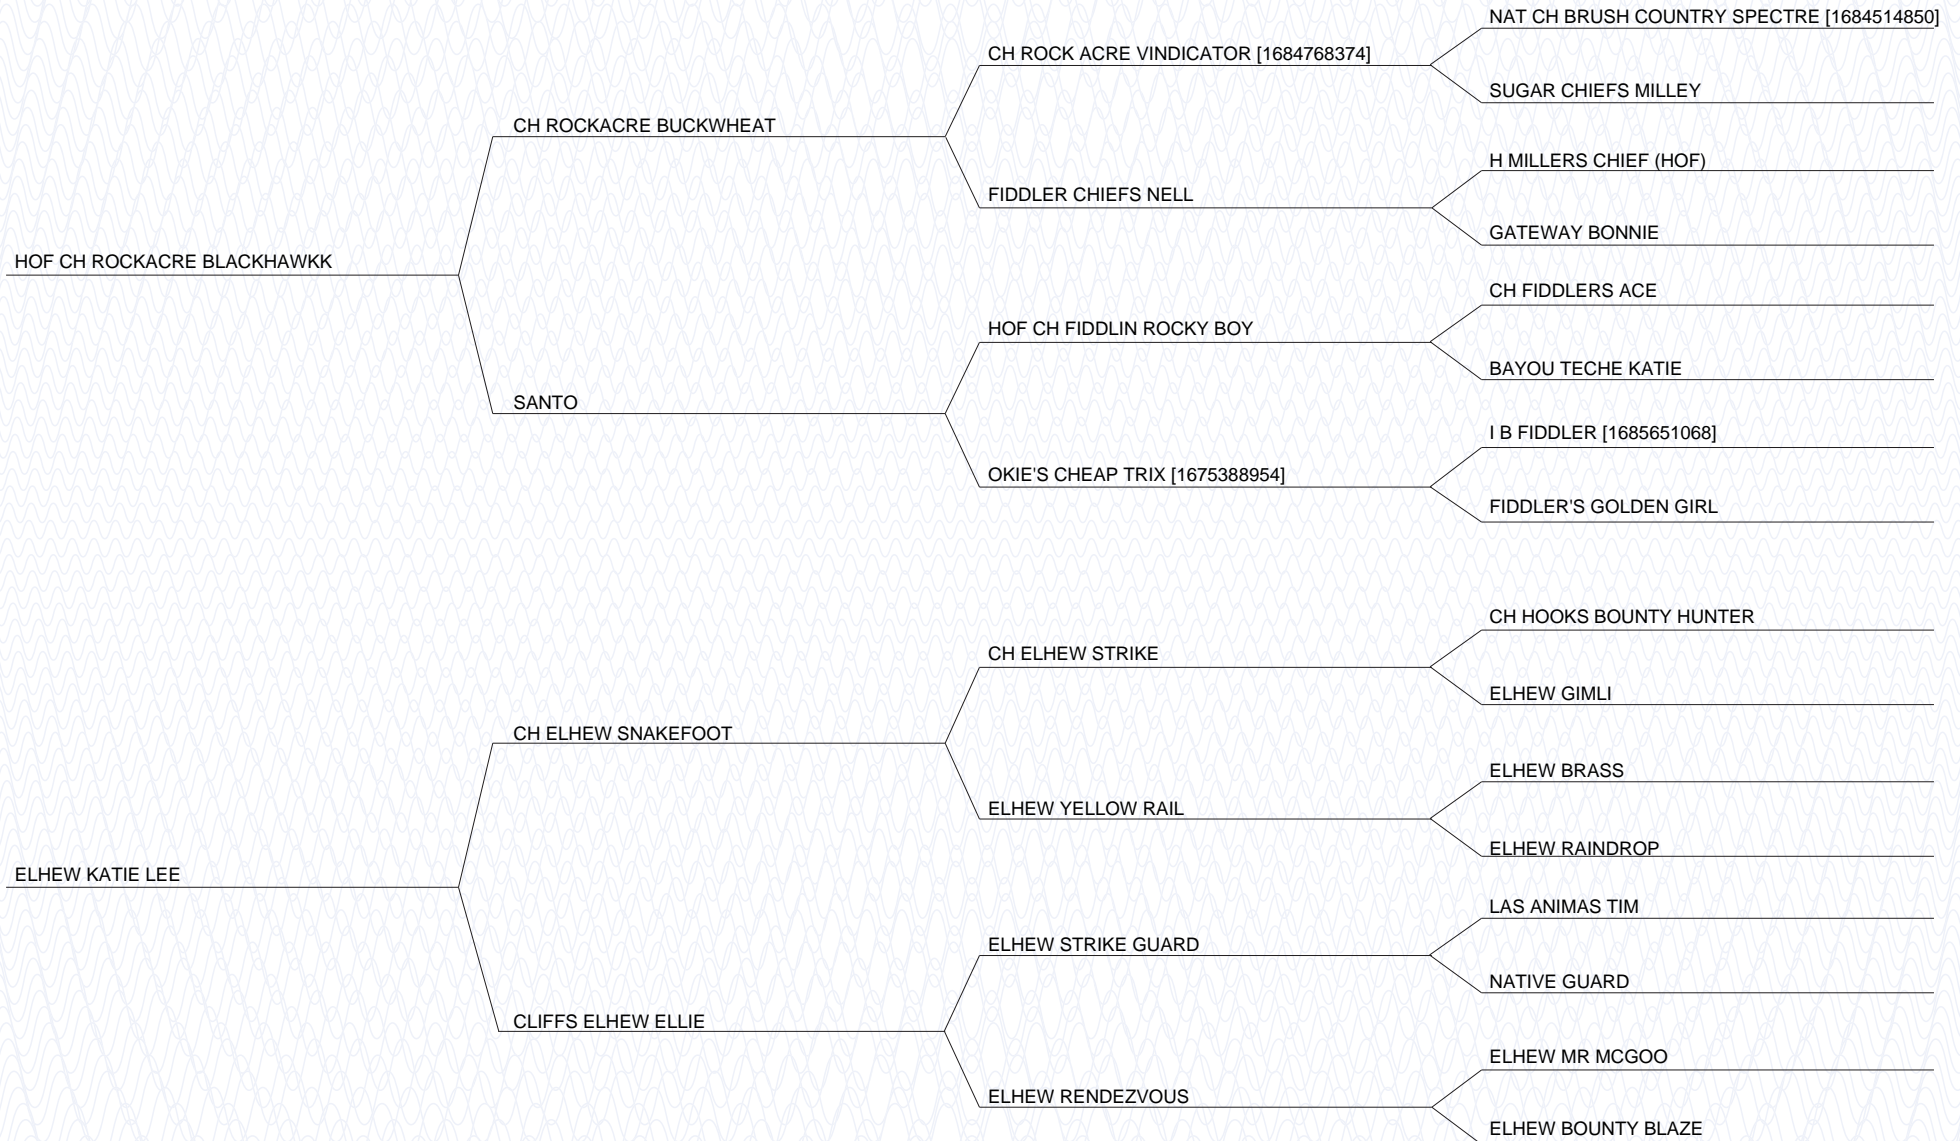 NAT CH BRUSH COUNTRY SPECTRE [1684514850]
CH ROCK ACRE VINDICATOR [1684768374]
SUGAR CHIEFS MILLEY
CH ROCKACRE BUCKWHEAT
H MILLERS CHIEF (HOF)
FIDDLER CHIEFS NELL
GATEWAY BONNIE
HOF CH ROCKACRE BLACKHAWKK
CH FIDDLERS ACE
HOF CH FIDDLIN ROCKY BOY
BAYOU TECHE KATIE
SANTO
I B FIDDLER [1685651068]
OKIE'S CHEAP TRIX [1675388954]
FIDDLER'S GOLDEN GIRL
CH HOOKS BOUNTY HUNTER
CH ELHEW STRIKE
ELHEW GIMLI
CH ELHEW SNAKEFOOT
ELHEW BRASS
ELHEW YELLOW RAIL
ELHEW RAINDROP
ELHEW KATIE LEE
LAS ANIMAS TIM
ELHEW STRIKE GUARD
NATIVE GUARD
CLIFFS ELHEW ELLIE
ELHEW MR MCGOO
ELHEW RENDEZVOUS
ELHEW BOUNTY BLAZE